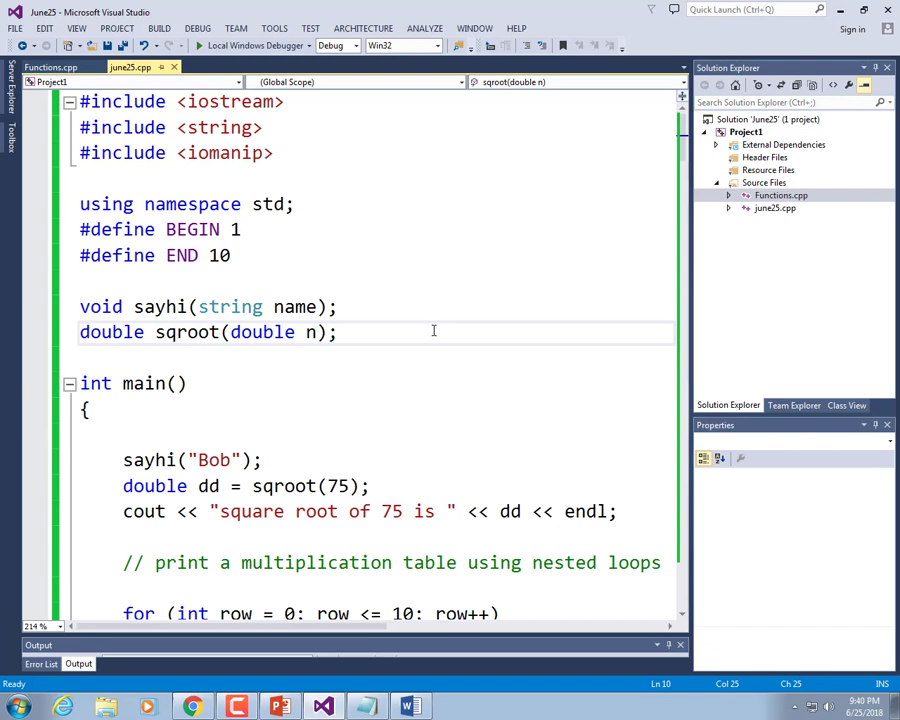 June25 - Microsoft Visual Studio
Quick Launch (Ctrl+;)
FILE EDIT VIEW PROJECT BUILD DEBUG TEAM TOOLS TEST ARCHITECTURE ANALYZE WINDOW HELP
Sign in
Local Windows Debugger Debug Win32
Server Explorer
Toolbox
Functions.cpp june25.cpp
Project1 (Global Scope) sqroot(double n)
#include <iostream>
#include <string>
#include <iomanip>
using namespace std;
#define BEGIN 1
#define END 10
void sayhi(string name);
double sqroot(double n);
int main()
{
sayhi("Bob");
double dd = sqroot(75);
cout << "square root of 75 is " << dd << endl;
// print a multiplication table using nested loops
for (int row = 0; row <= 10; row++)
214 %
Output
Error List Output
Solution Explorer
Search Solution Explorer (Ctrl+;)
Solution 'June25' (1 project)
Project1
External Dependencies
Header Files
Resource Files
Source Files
Functions.cpp
june25.cpp
Solution Explorer Team Explorer Class View
Properties
Ready Ln 10 Col 25 Ch 25 INS
9:40 PM
6/25/2018